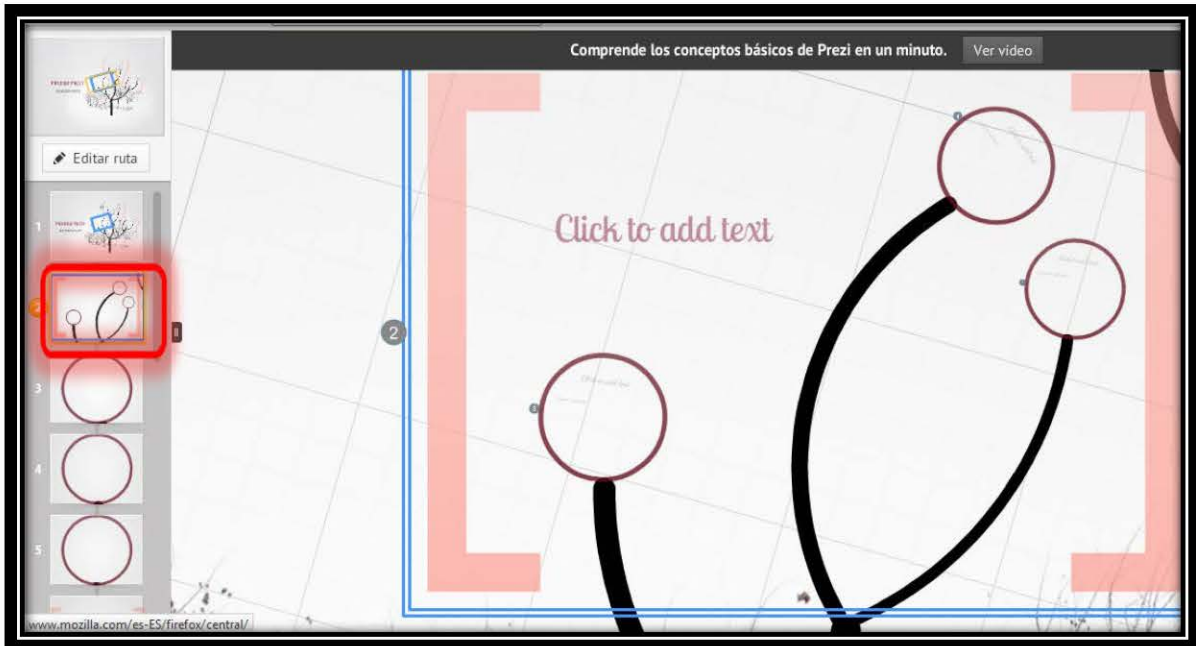 Comprende los conceptos básicos de Prezi en un minuto. Ver vídeo
Editar ruta
1
2
3
4
5
2
Click to add text
www.mozilla.com/es-ES/firefox/central/